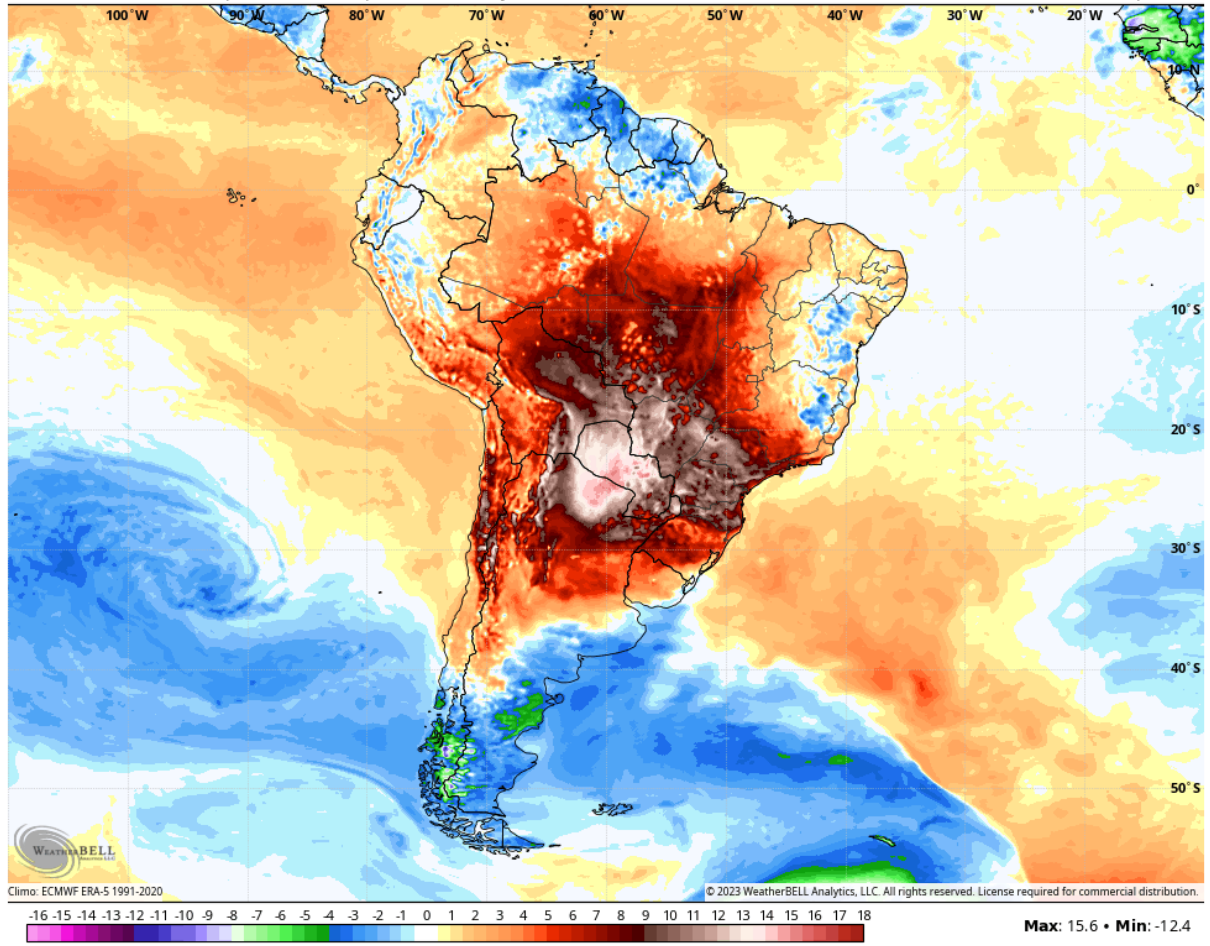 100°W 90°W 80°W 70°W 60°W 50°W 40°W 30°W 20°W
10°N
0°
10°S
20°S
30°S
40°S
50°S
WEATHERBELL
ANALYTICS LLC
Climo: ECMWF ERA-5 1991-2020
© 2023 WeatherBELL Analytics, LLC. All rights reserved. License required for commercial distribution.
-16 -15 -14 -13 -12 -11 -10 -9 -8 -7 -6 -5 -4 -3 -2 -1 0 1 2 3 4 5 6 7 8 9 10 11 12 13 14 15 16 17 18
Max: 15.6 • Min: -12.4